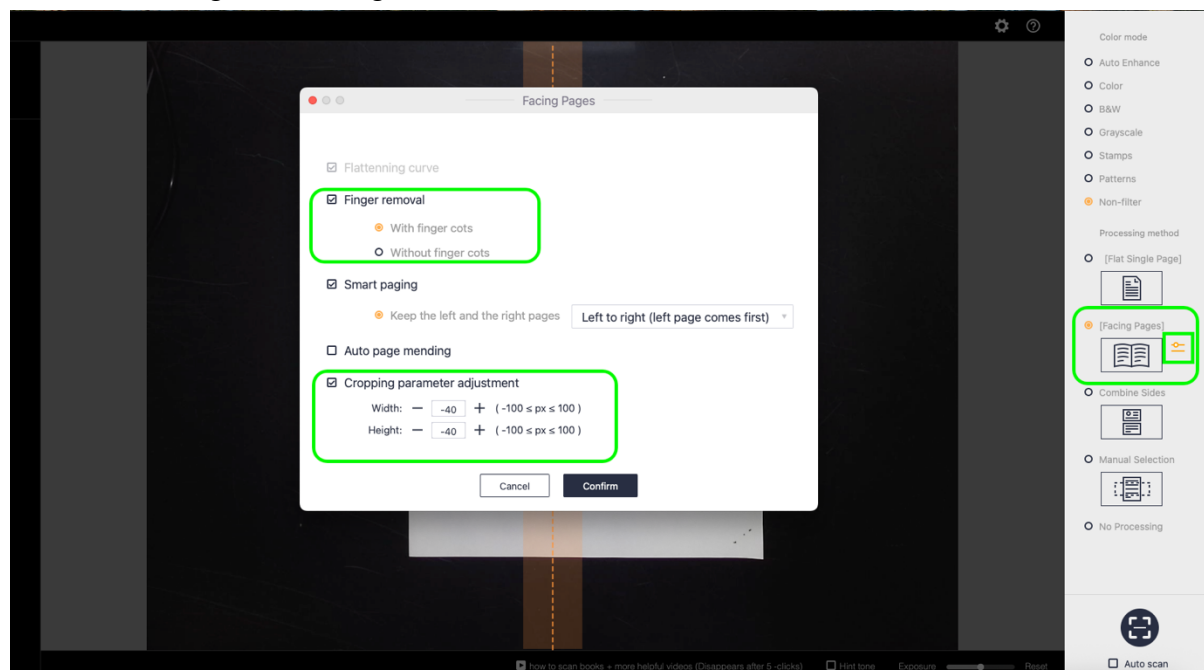 Facing Pages
Flattenning curve
Finger removal
With finger cots
Without finger cots
Smart paging
Keep the left and the right pages Left to right (left page comes first)
Auto page mending
Cropping parameter adjustment
Width: — -40 + ( -100 ≤ px ≤ 100 )
Height: — -40 + ( -100 ≤ px ≤ 100 )
Cancel Confirm
how to scan books + more helpful videos (Disappears after 5 -clicks) Hint tone Exposure Reset
Color mode
Auto Enhance
Color
B&W
Grayscale
Stamps
Patterns
Non-filter
Processing method
[Flat Single Page]
[Facing Pages]
Combine Sides
Manual Selection
No Processing
Auto scan